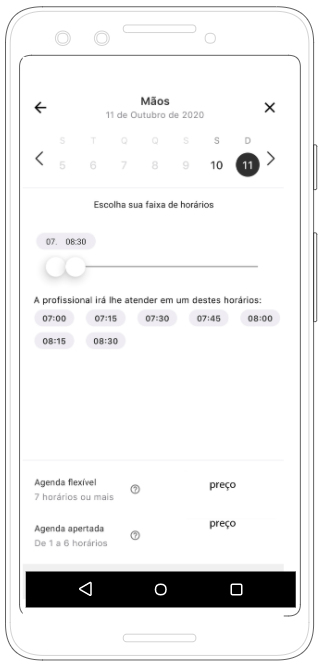 Mãos
11 de Outubro de 2020
S T Q Q S S D
5 6 7 8 9 10 11
Escolha sua faixa de horários
07. 08:30
A profissional irá lhe atender em um destes horários:
07:00 07:15 07:30 07:45 08:00
08:15 08:30
Agenda flexível
7 horários ou mais
preço
Agenda apertada
De 1 a 6 horários
preço